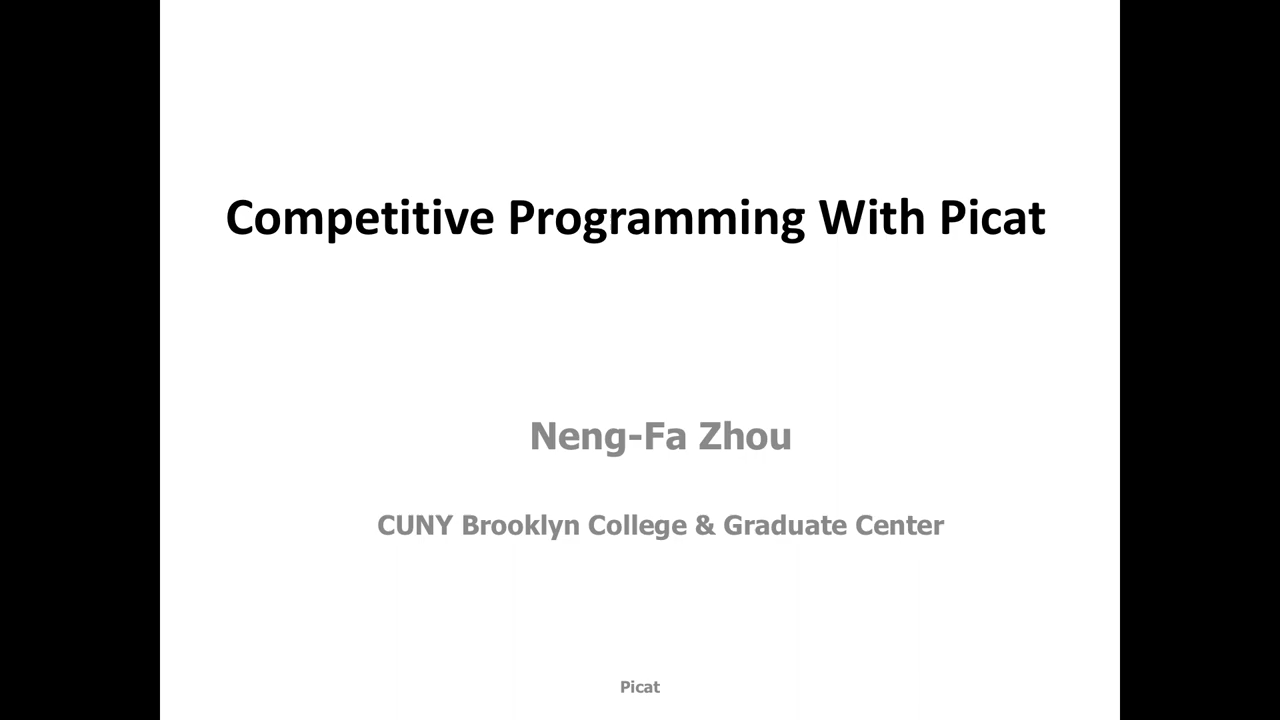 Competitive Programming With Picat
Neng-Fa Zhou
CUNY Brooklyn College & Graduate Center
Picat